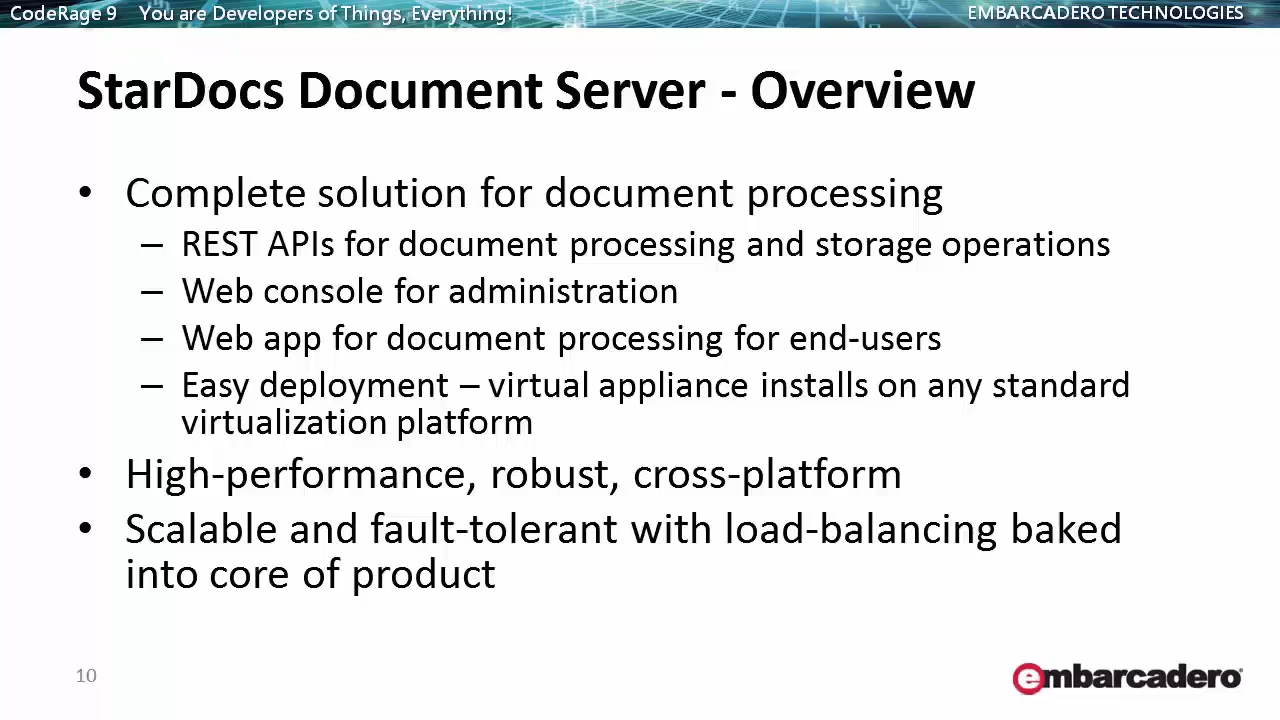 CodeRage 9 You are Developers of Things, Everything!
EMBARCADERO TECHNOLOGIES
StarDocs Document Server - Overview
• Complete solution for document processing
– REST APIs for document processing and storage operations
– Web console for administration
– Web app for document processing for end-users
– Easy deployment – virtual appliance installs on any standard
virtualization platform
• High-performance, robust, cross-platform
• Scalable and fault-tolerant with load-balancing baked
into core of product
10
embarcadero